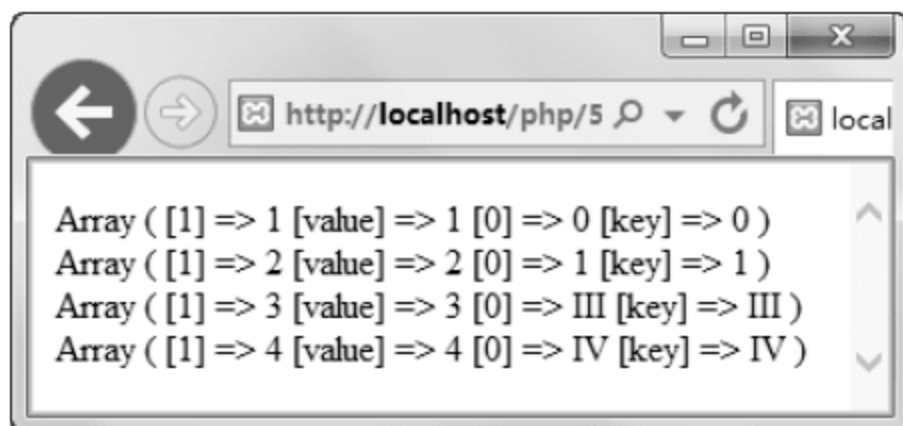 http://localhost/php/5
local
Array ( [1] => 1 [value] => 1 [0] => 0 [key] => 0 )
Array ( [1] => 2 [value] => 2 [0] => 1 [key] => 1 )
Array ( [1] => 3 [value] => 3 [0] => III [key] => III )
Array ( [1] => 4 [value] => 4 [0] => IV [key] => IV )